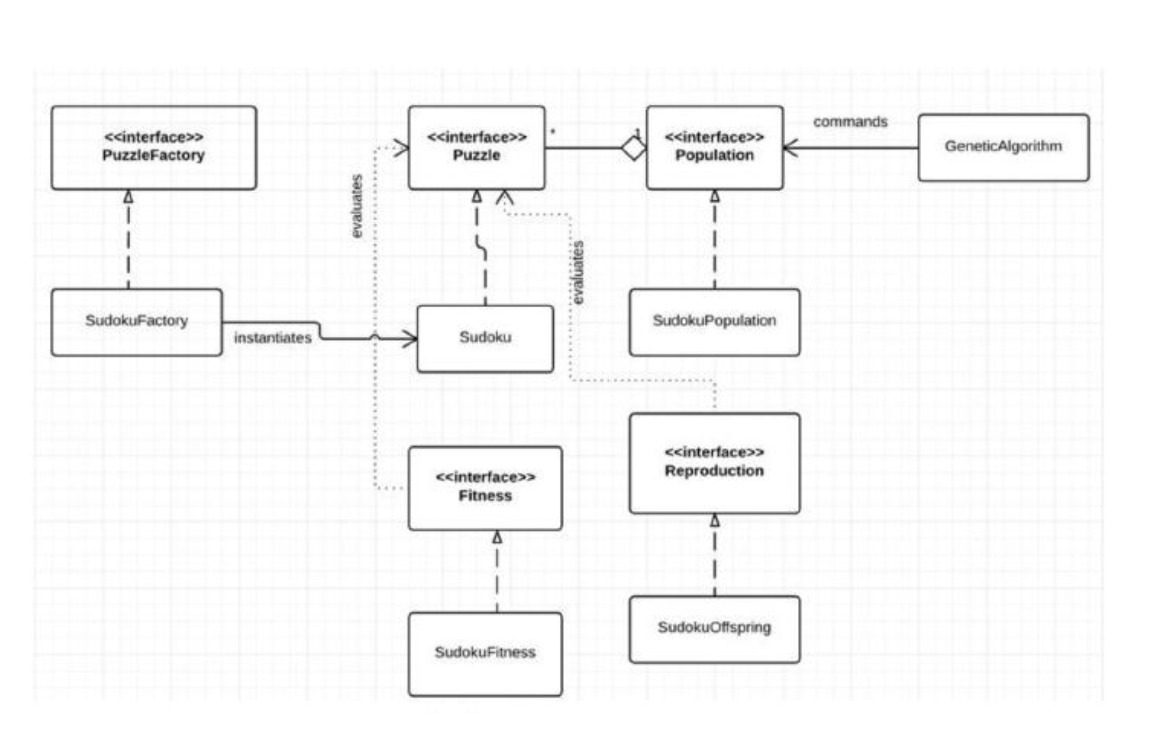 <<interface>>
PuzzleFactory
<<interface>>
Puzzle
*
1
<<interface>>
Population
commands
GeneticAlgorithm
evaluates
evaluates
SudokuFactory
instantiates
Sudoku
SudokuPopulation
<<interface>>
Fitness
<<interface>>
Reproduction
SudokuFitness
SudokuOffspring